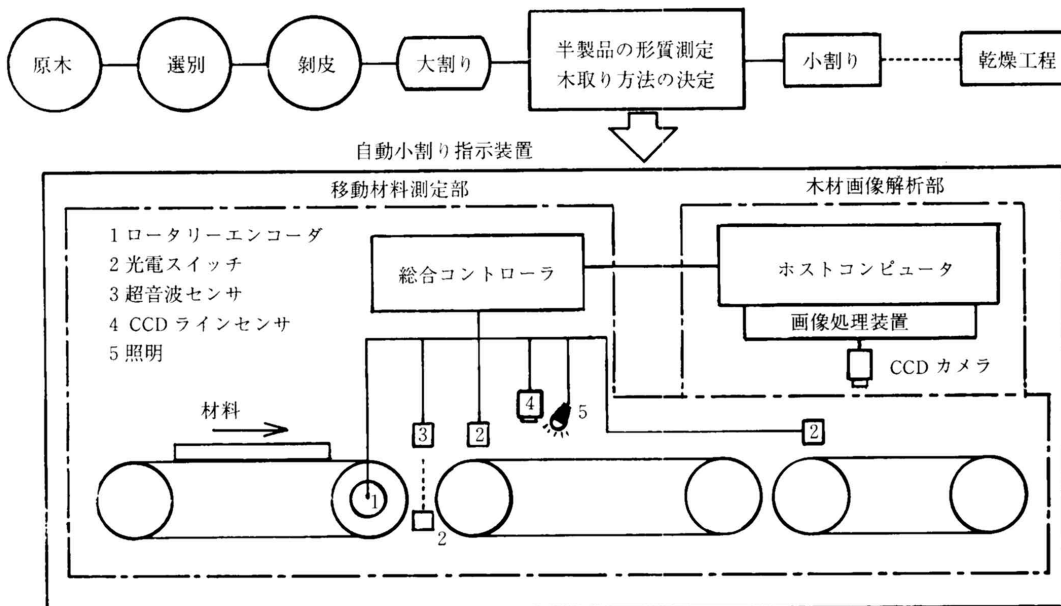 原木
選別
剝皮
大割り
半製品の形質測定
木取り方法の決定
小割り
乾燥工程
自動小割り指示装置
移動材料測定部
木材画像解析部
1 ロータリーエンコーダ
2 光電スイッチ
3 超音波センサ
4 CCD ラインセンサ
5 照明
総合コントローラ
ホストコンピュータ
画像処理装置
CCD カメラ
材料
3
2
4
5
2
1
2